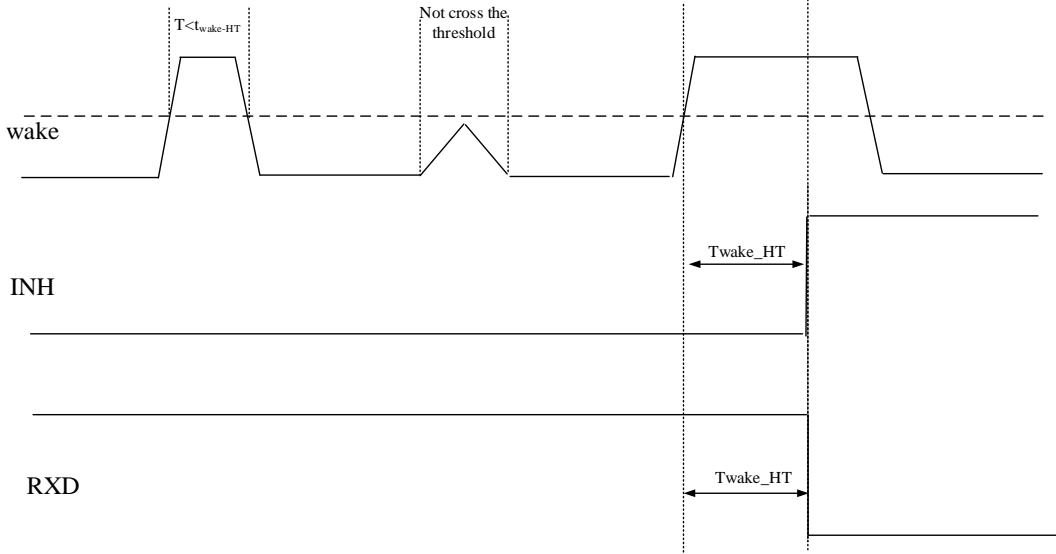 T<twake-HT
Not cross the
threshold
wake
Twake_HT
INH
Twake_HT
RXD